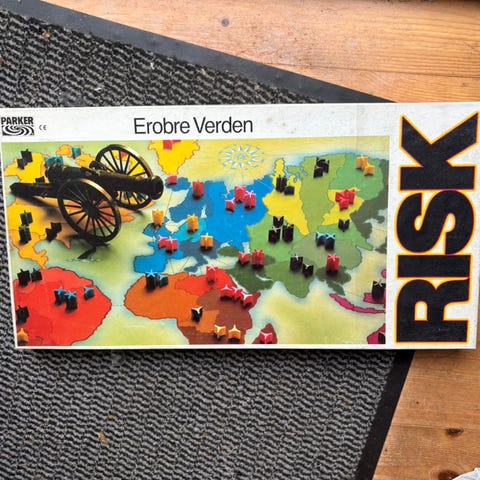 PARKER
CE
Erobre Verden
RISK